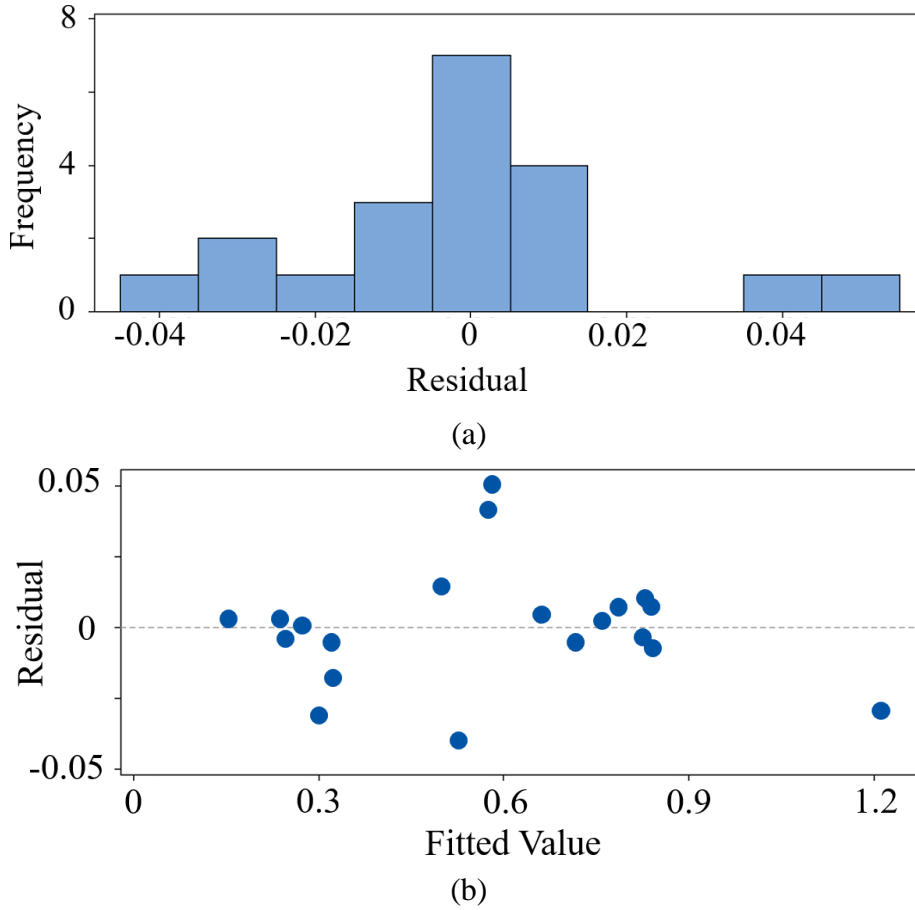 8
4
0
Frequency
-0.04 -0.02 0 0.02 0.04
Residual
(a)
0.05
0
-0.05
Residual
0 0.3 0.6 0.9 1.2
Fitted Value
(b)